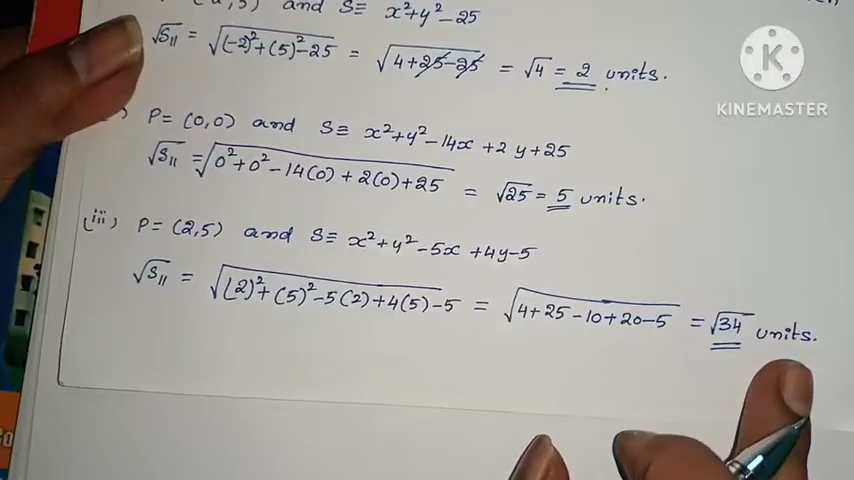 ,5) and S≡ x²+y²-25
√S₁₁ = √(-2)²+(5)²-25 = √4+25-25 = √4 = 2 units.
KINEMASTER
) P= (0,0) and S≡ x²+y²-14x+2y+25
√S₁₁ = √0²+0²-14(0)+2(0)+25 = √25 = 5 units.
(iii) P= (2,5) and S≡ x²+y²-5x+4y-5
√S₁₁ = √(2)²+(5)²-5(2)+4(5)-5 = √4+25-10+20-5 = √34 units.